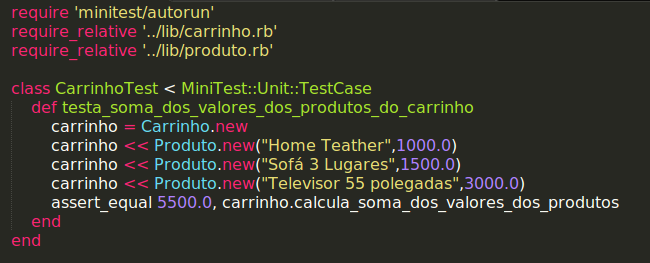 require 'minitest/autorun'
require_relative '../lib/carrinho.rb'
require_relative '../lib/produto.rb'
class CarrinhoTest < MiniTest::Unit::TestCase
def testa_soma_dos_valores_dos_produtos_do_carrinho
carrinho = Carrinho.new
carrinho << Produto.new("Home Teather",1000.0)
carrinho << Produto.new("Sofá 3 Lugares",1500.0)
carrinho << Produto.new("Televisor 55 polegadas",3000.0)
assert_equal 5500.0, carrinho.calcula_soma_dos_valores_dos_produtos
end
end